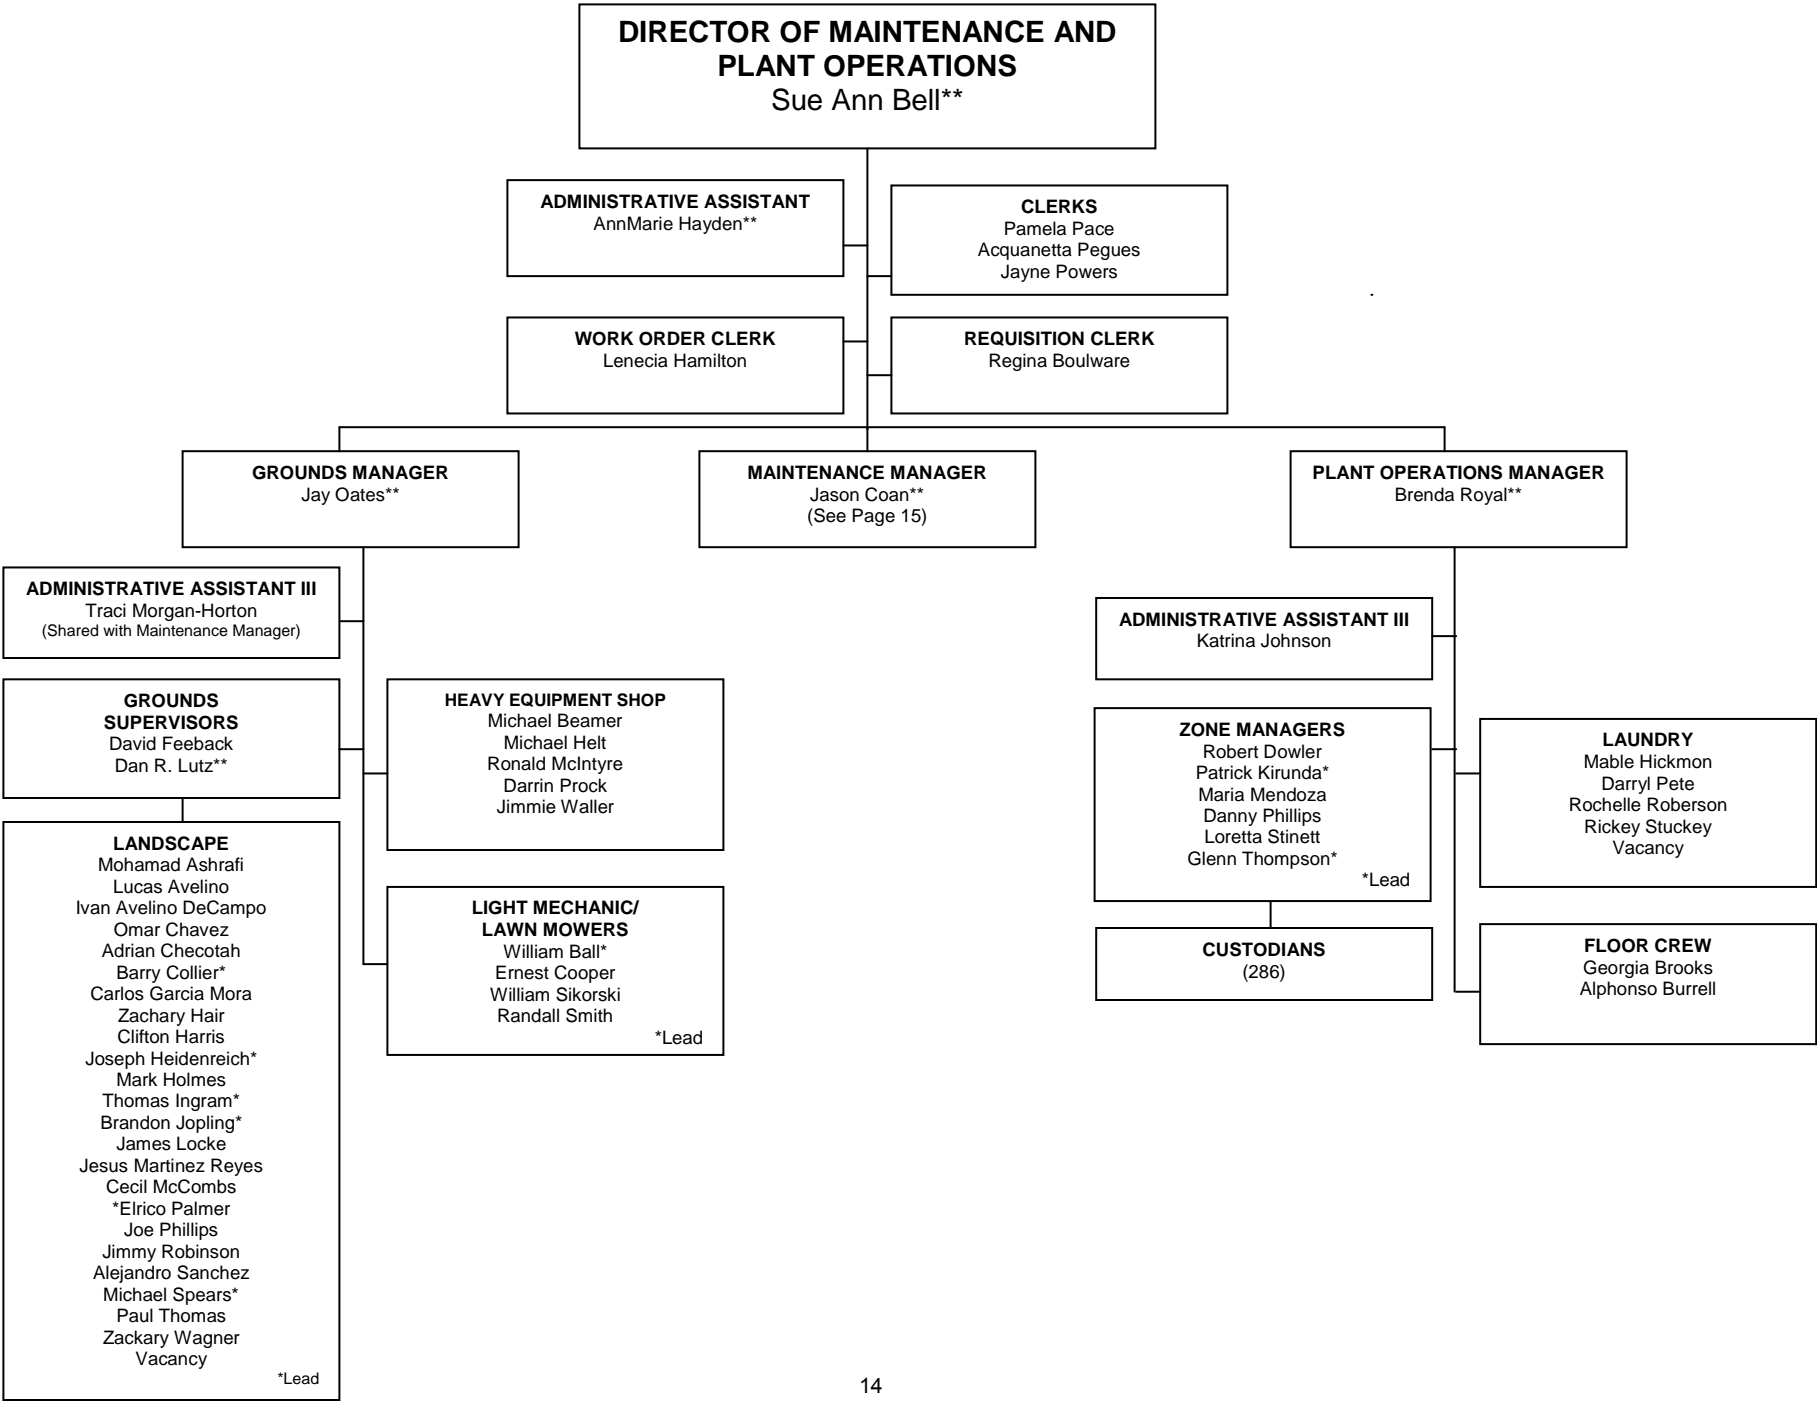 DIRECTOR OF MAINTENANCE AND
PLANT OPERATIONS
Sue Ann Bell**
ADMINISTRATIVE ASSISTANT
AnnMarie Hayden**
CLERKS
Pamela Pace
Acquanetta Pegues
Jayne Powers
.
WORK ORDER CLERK
Lenecia Hamilton
REQUISITION CLERK
Regina Boulware
GROUNDS MANAGER
Jay Oates**
MAINTENANCE MANAGER
Jason Coan**
(See Page 15)
PLANT OPERATIONS MANAGER
Brenda Royal**
ADMINISTRATIVE ASSISTANT III
Traci Morgan-Horton
(Shared with Maintenance Manager)
GROUNDS
SUPERVISORS
David Feeback
Dan R. Lutz**
LANDSCAPE
Mohamad Ashrafi
Lucas Avelino
Ivan Avelino DeCampo
Omar Chavez
Adrian Checotah
Barry Collier*
Carlos Garcia Mora
Zachary Hair
Clifton Harris
Joseph Heidenreich*
Mark Holmes
Thomas Ingram*
Brandon Jopling*
James Locke
Jesus Martinez Reyes
Cecil McCombs
*Elrico Palmer
Joe Phillips
Jimmy Robinson
Alejandro Sanchez
Michael Spears*
Paul Thomas
Zackary Wagner
Vacancy
*Lead
HEAVY EQUIPMENT SHOP
Michael Beamer
Michael Helt
Ronald McIntyre
Darrin Prock
Jimmie Waller
LIGHT MECHANIC/
LAWN MOWERS
William Ball*
Ernest Cooper
William Sikorski
Randall Smith
*Lead
ADMINISTRATIVE ASSISTANT III
Katrina Johnson
ZONE MANAGERS
Robert Dowler
Patrick Kirunda*
Maria Mendoza
Danny Phillips
Loretta Stinett
Glenn Thompson*
*Lead
CUSTODIANS
(286)
LAUNDRY
Mable Hickmon
Darryl Pete
Rochelle Roberson
Rickey Stuckey
Vacancy
FLOOR CREW
Georgia Brooks
Alphonso Burrell
14